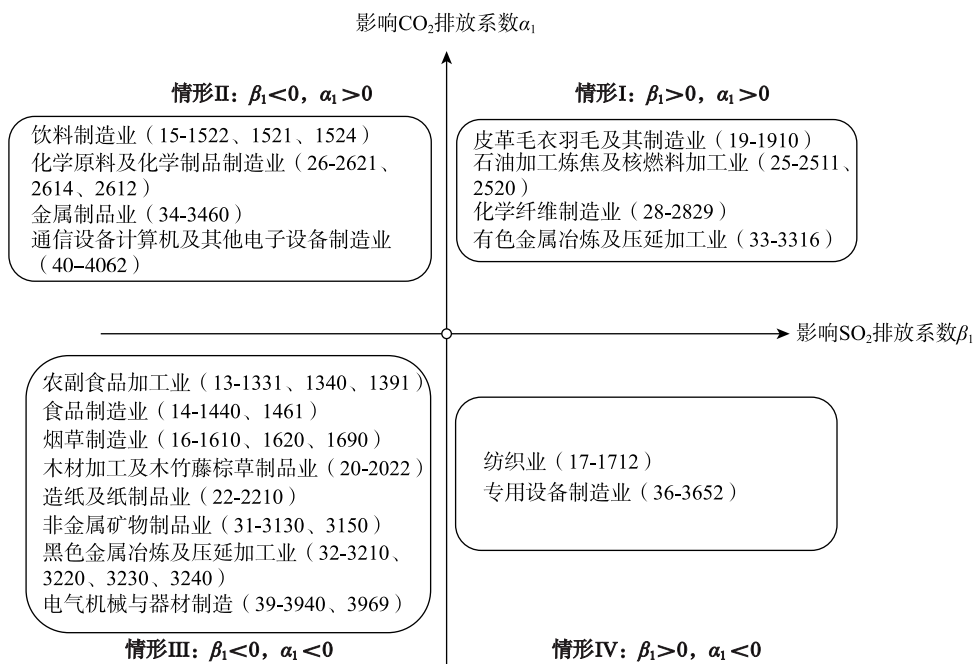 影响CO₂排放系数α₁
情形Ⅱ：β₁<0，α₁>0
情形Ⅰ：β₁>0，α₁>0
饮料制造业（15-1522、1521、1524）
化学原料及化学制品制造业（26-2621、
2614、2612）
金属制品业（34-3460）
通信设备计算机及其他电子设备制造业
（40-4062）
皮革毛衣羽毛及其制造业（19-1910）
石油加工炼焦及核燃料加工业（25-2511、
2520）
化学纤维制造业（28-2829）
有色金属冶炼及压延加工业（33-3316）
影响SO₂排放系数β₁
农副食品加工业（13-1331、1340、1391）
食品制造业（14-1440、1461）
烟草制造业（16-1610、1620、1690）
木材加工及木竹藤棕草制品业（20-2022）
造纸及纸制品业（22-2210）
非金属矿物制品业（31-3130、3150）
黑色金属冶炼及压延加工业（32-3210、
3220、3230、3240）
电气机械与器材制造（39-3940、3969）
纺织业（17-1712）
专用设备制造业（36-3652）
情形Ⅲ：β₁<0，α₁<0
情形Ⅳ：β₁>0，α₁<0